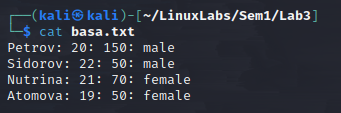 ┌──(kali㉿kali)-[~/LinuxLabs/Sem1/Lab3]
└─$ cat basa.txt
Petrov: 20: 150: male
Sidorov: 22: 50: male
Nutrina: 21: 70: female
Atomova: 19: 50: female